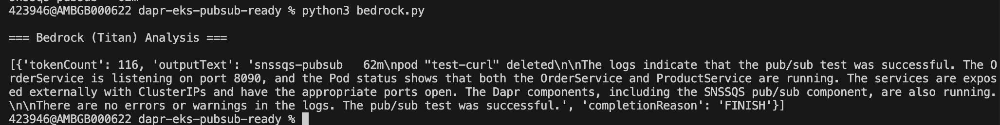 423946@AMBGB000622 dapr-eks-pubsub-ready % python3 bedrock.py
=== Bedrock (Titan) Analysis ===
[{'tokenCount': 116, 'outputText': 'snssqs-pubsub   62m\npod "test-curl" deleted\n\nThe logs indicate that the pub/sub test was successful. The O
rderService is listening on port 8090, and the Pod status shows that both the OrderService and ProductService are running. The services are expos
ed externally with ClusterIPs and have the appropriate ports open. The Dapr components, including the SNSSQS pub/sub component, are also running.
\n\nThere are no errors or warnings in the logs. The pub/sub test was successful.', 'completionReason': 'FINISH'}]
423946@AMBGB000622 dapr-eks-pubsub-ready %